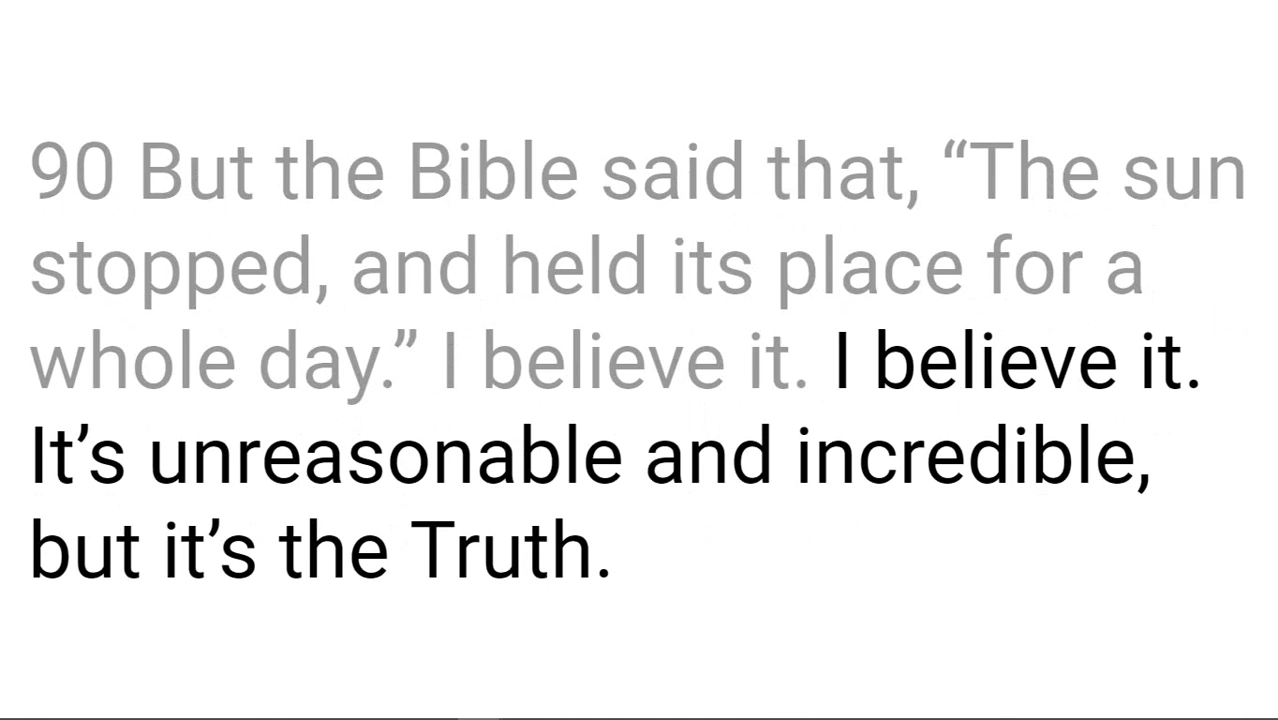 90 But the Bible said that, “The sun
stopped, and held its place for a
whole day.” I believe it. I believe it.
It’s unreasonable and incredible,
but it’s the Truth.